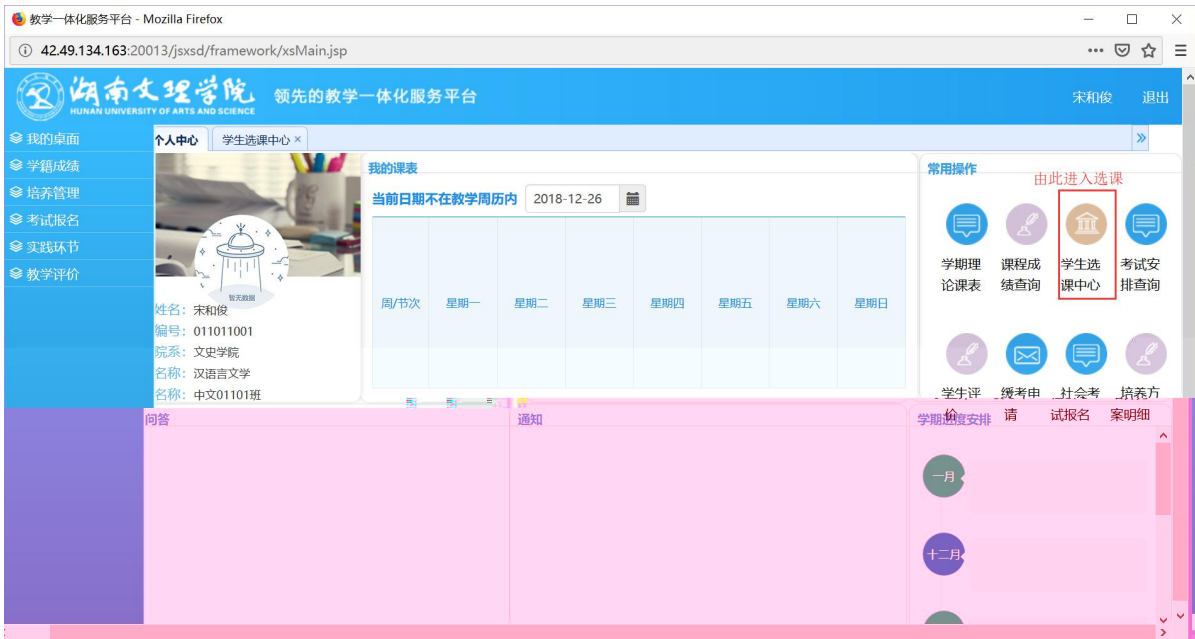 教学一体化服务平台 - Mozilla Firefox
42.49.134.163:20013/jsxsd/framework/xsMain.jsp
湖南文理学院
HUNAN UNIVERSITY OF ARTS AND SCIENCE
领先的教学一体化服务平台
宋和俊 退出
我的桌面
学籍成绩
培养管理
考试报名
实践环节
教学评价
个人中心 学生选课中心 ×
暂无数据
姓名: 宋和俊
编号: 011011001
院系: 文史学院
名称: 汉语言文学
名称: 中文01101班
我的课表
当前日期不在教学周历内 2018-12-26
周/节次 星期一 星期二 星期三 星期四 星期五 星期六 星期日
常用操作
由此进入选课
学期理论课表
课程成绩查询
学生选课中心
考试安排查询
学生评价
缓考申请
社会考试报名
培养方案明细
问答
通知
学期进度安排
一月
十二月